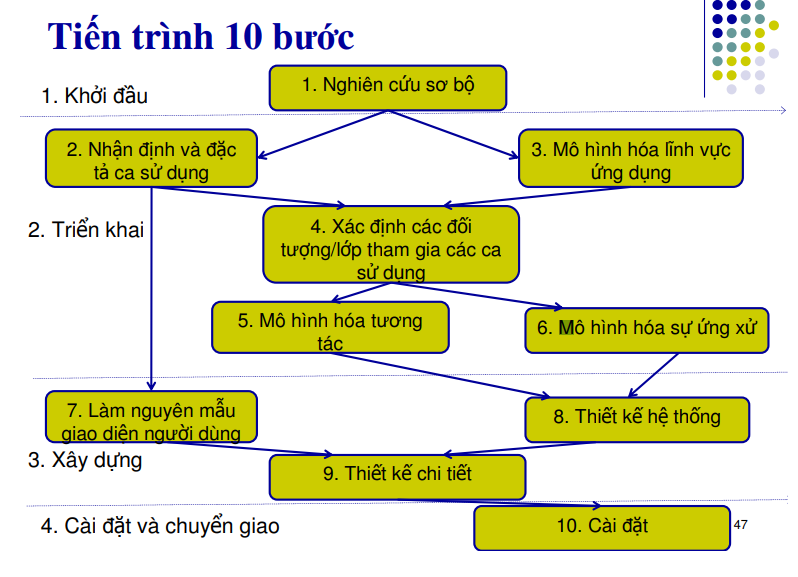 Tiến trình 10 bước
1. Khởi đầu
1. Nghiên cứu sơ bộ
2. Nhận định và đặc
tả ca sử dụng
3. Mô hình hóa lĩnh vực
ứng dụng
2. Triển khai
4. Xác định các đối
tượng/lớp tham gia các ca
sử dụng
5. Mô hình hóa tương
tác
6. Mô hình hóa sự ứng xử
7. Làm nguyên mẫu
giao diện người dùng
8. Thiết kế hệ thống
3. Xây dựng
9. Thiết kế chi tiết
4. Cài đặt và chuyển giao
10. Cài đặt
47